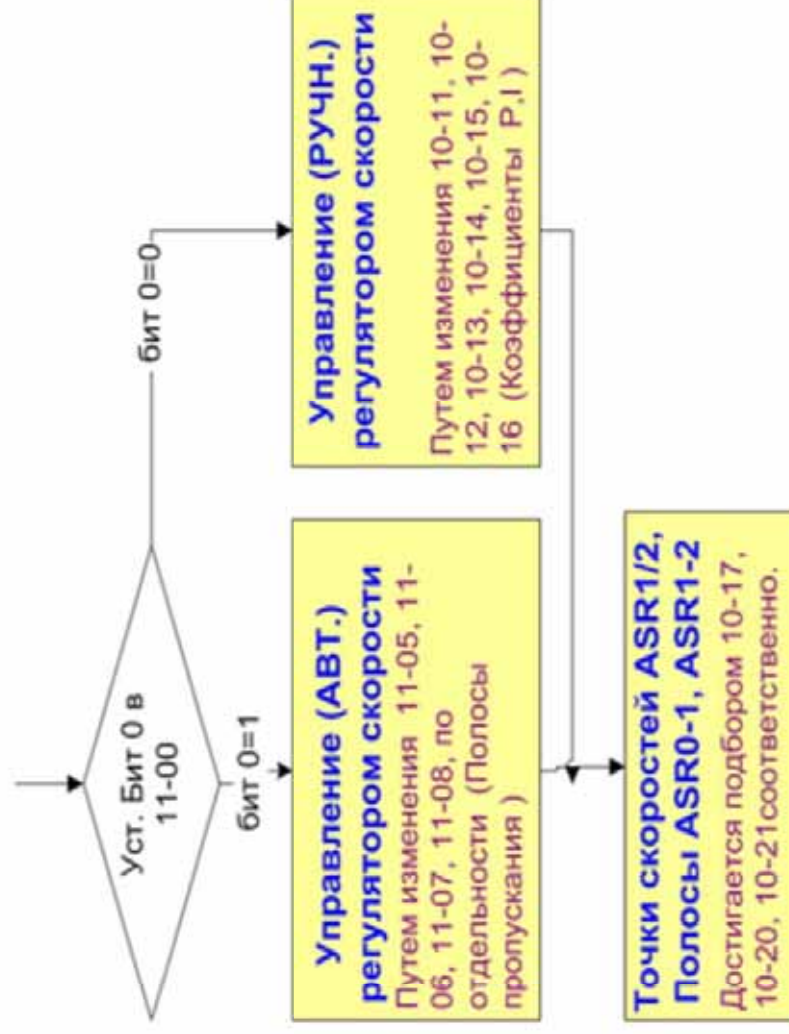 Уст. Бит 0 в
11-00
бит 0=1
бит 0=0
Управление (АВТ.)
регулятором скорости
Путем изменения 11-05, 11-
06, 11-07, 11-08, по
отдельности (Полосы
пропускания )
Управление (РУЧН.)
регулятором скорости
Путем изменения 10-11, 10-
12, 10-13, 10-14, 10-15, 10-
16 (Коэффициенты P,I )
Точки скоростей ASR1/2,
Полосы ASR0-1, ASR1-2
Достигается подбором 10-17,
10-20, 10-21соответственно.